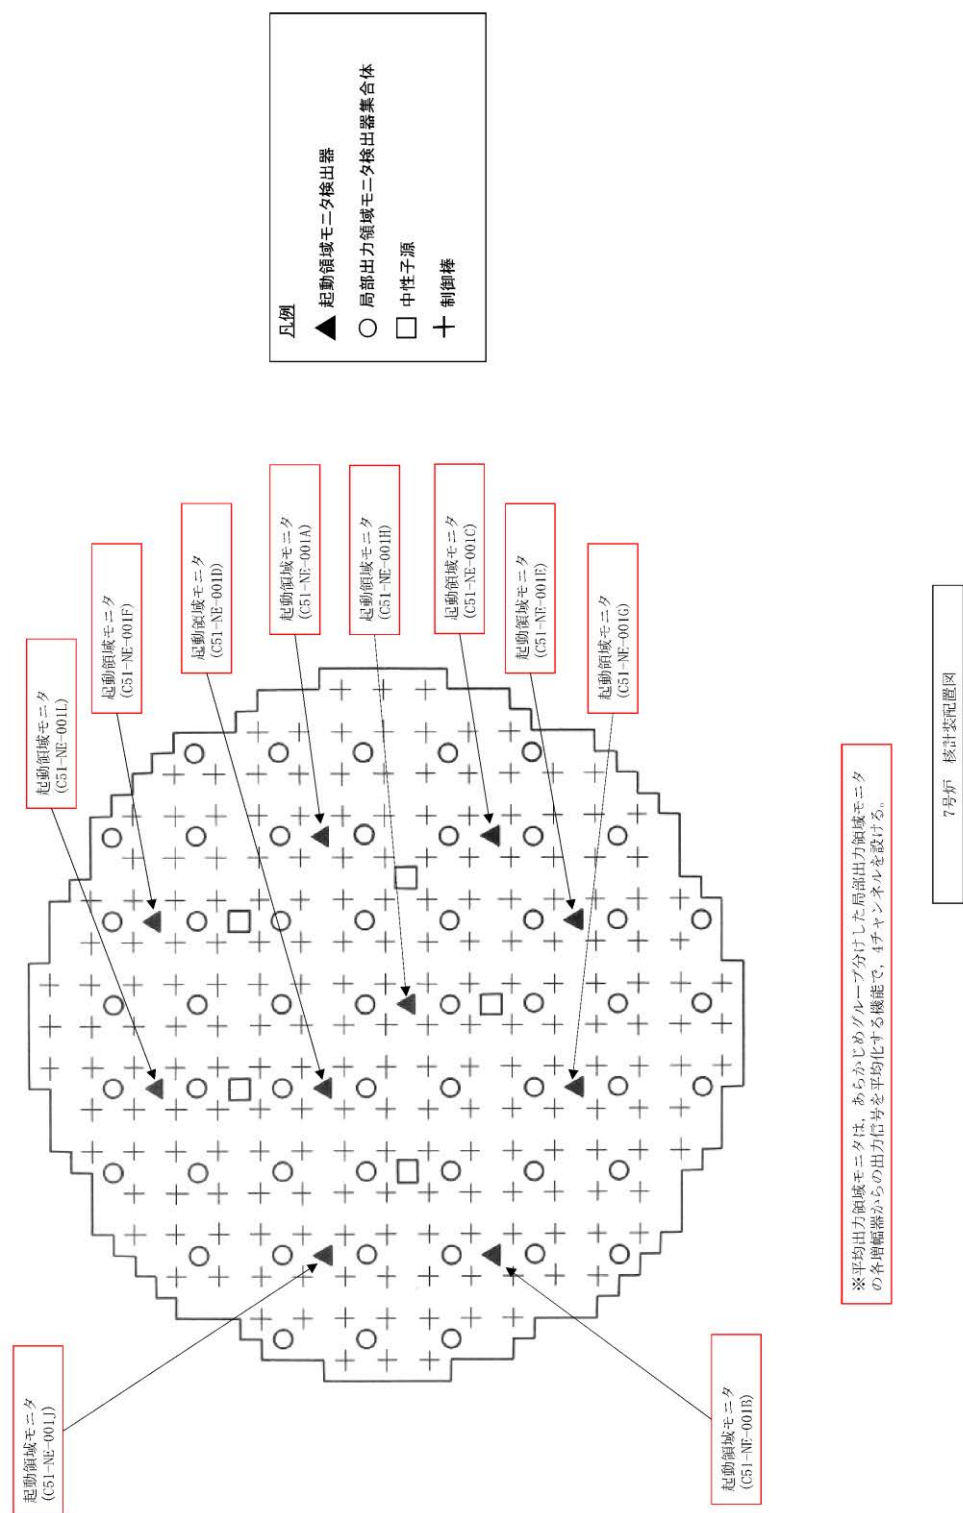 凡例
起動領域モニタ検出器
局部出力領域モニタ検出器集合体
中性子源
制御棒
起動領域モニタ
(C51-NE-001L)
起動領域モニタ
(C51-NE-001F)
起動領域モニタ
(C51-NE-001D)
起動領域モニタ
(C51-NE-001A)
起動領域モニタ
(C51-NE-001H)
起動領域モニタ
(C51-NE-001C)
起動領域モニタ
(C51-NE-001E)
起動領域モニタ
(C51-NE-001G)
起動領域モニタ
(C51-NE-001J)
起動領域モニタ
(C51-NE-001B)
※平均出力領域モニタは，あらかじめグループ分けした局部出力領域モニタ
の各増幅器からの出力信号を平均化する機能で，4チャンネルを設ける。
7号炉　核計装配置図